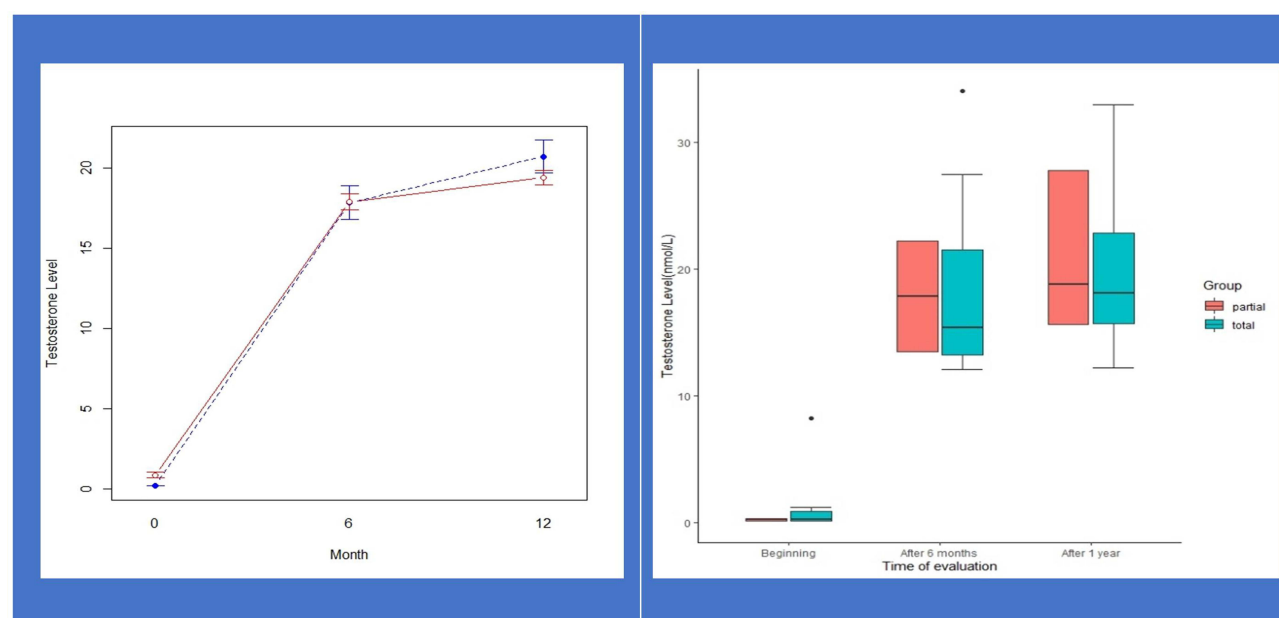 20
15
10
5
0
Testosterone Level
0 6 12
Month
30
20
10
0
Testosterone Level(nmol/L)
Beginning After 6 months After 1 year
Time of evaluation
Group
partial
total